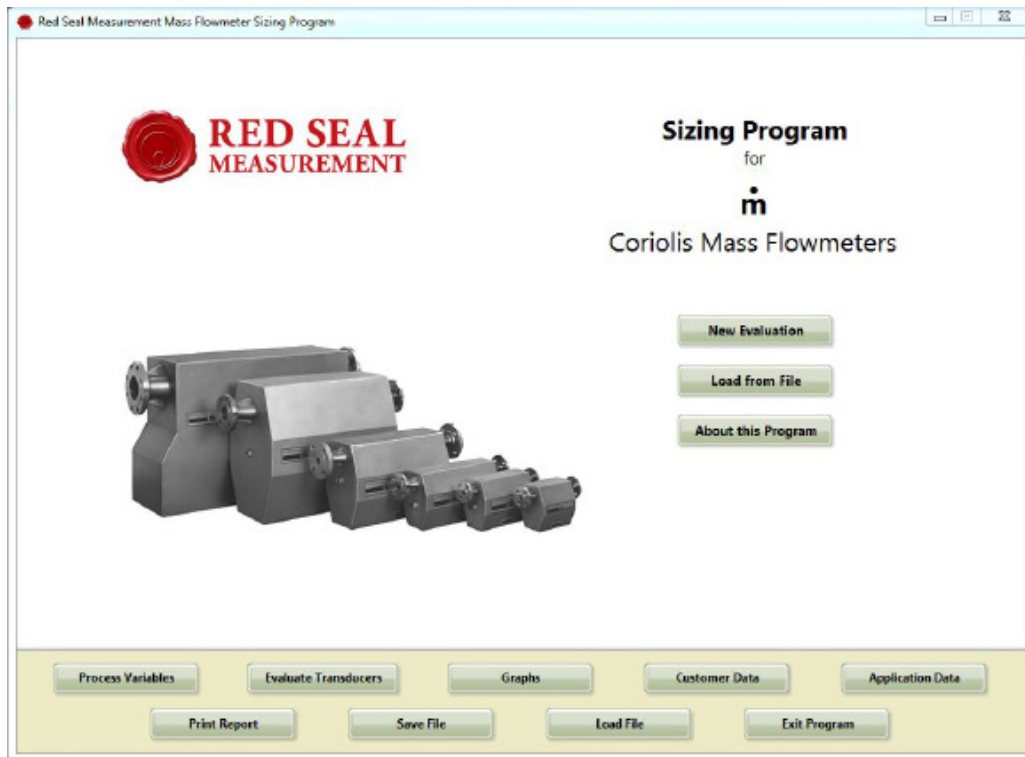 Red Seal Measurement Mass Flowmeter Sizing Program
RED SEAL
MEASUREMENT
Sizing Program
for
ṁ
Coriolis Mass Flowmeters
New Evaluation
Load from File
About this Program
Process Variables
Evaluate Transducers
Graphs
Customer Data
Application Data
Print Report
Save File
Load File
Exit Program